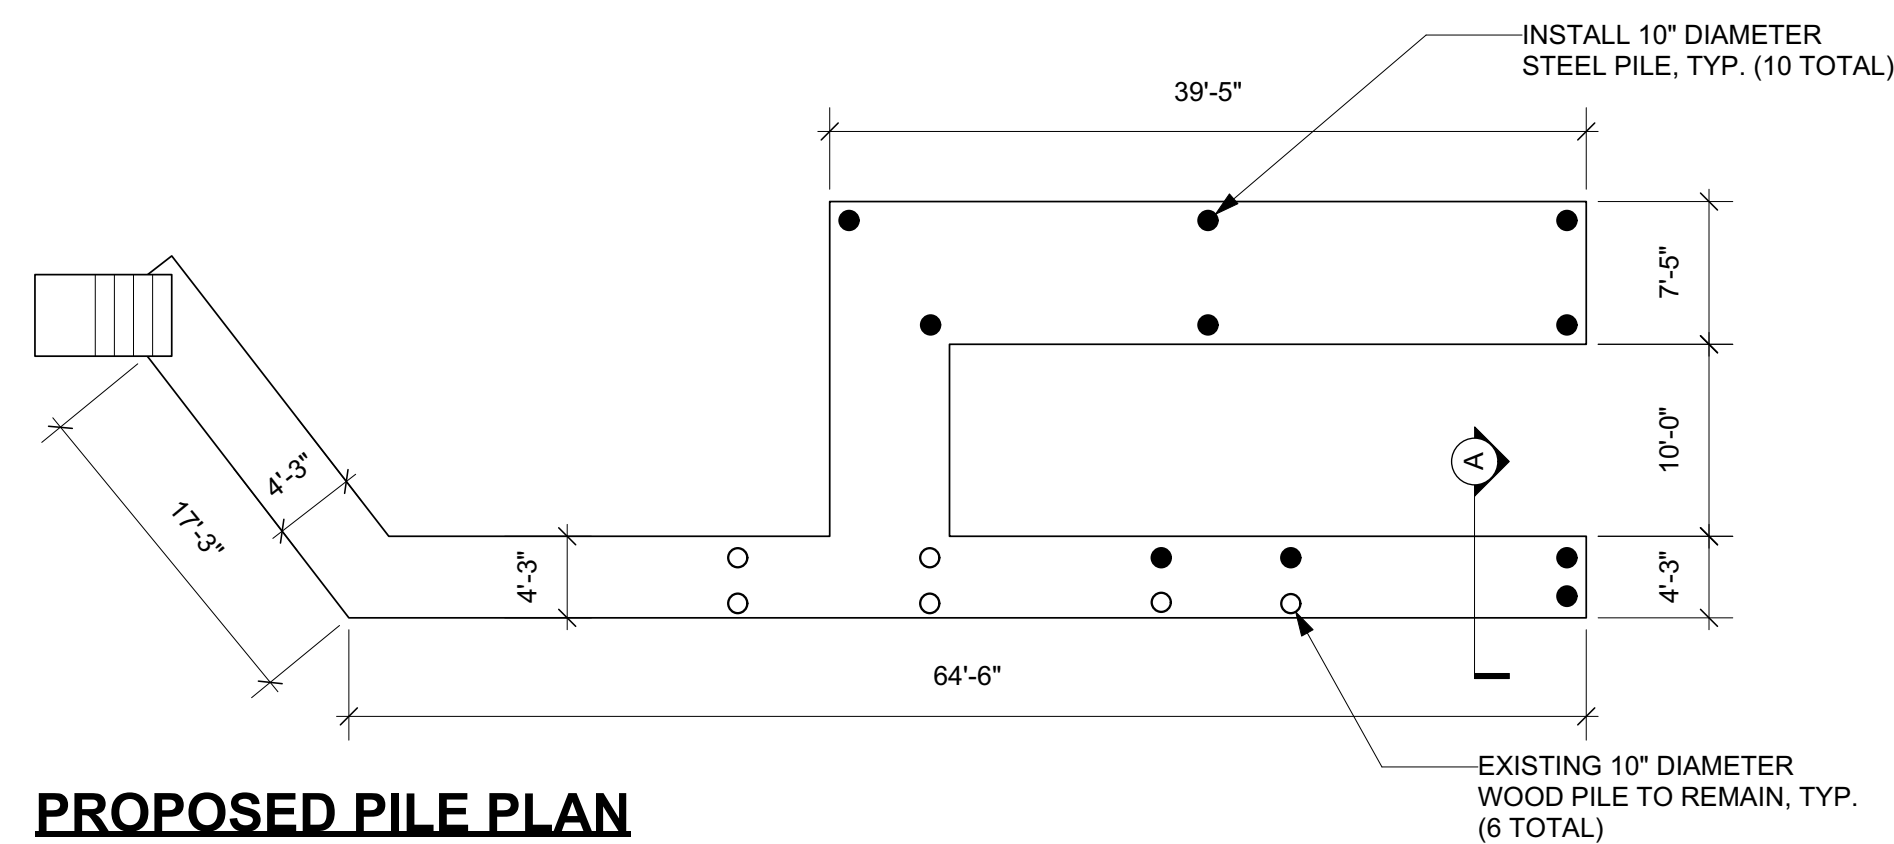 INSTALL 10" DIAMETER
STEEL PILE, TYP. (10 TOTAL)
39'-5"
7'-5"
10'-0"
A
4'-3"
17'-3"
4'-3"
4'-3"
64'-6"
EXISTING 10" DIAMETER
WOOD PILE TO REMAIN, TYP.
(6 TOTAL)
PROPOSED PILE PLAN